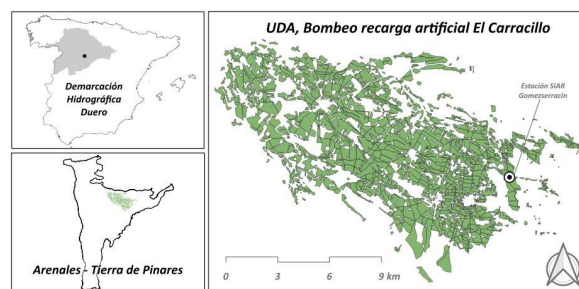 Demarcación
Hidrográfica
Duero
Arenales - Tierra de Pinares
UDA, Bombeo recarga artificial El Carracillo
Estación SIAR
Gomezserracín
0 3 6 9 km